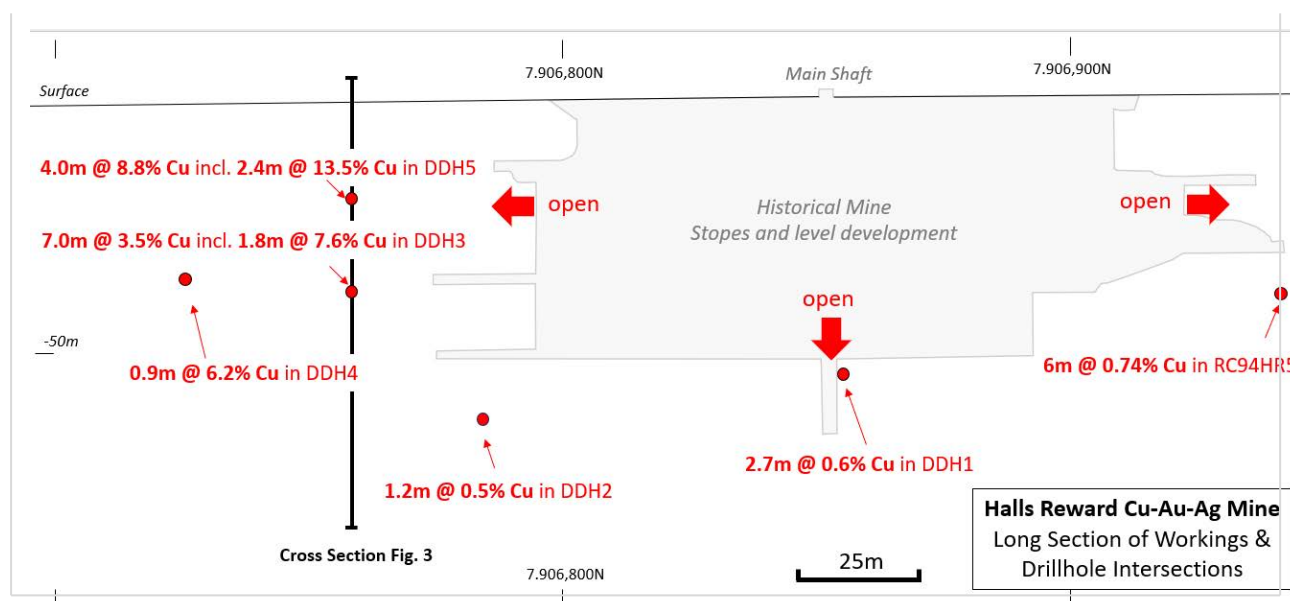 7.906,800N
7.906,900N
Main Shaft
Surface
4.0m @ 8.8% Cu incl. 2.4m @ 13.5% Cu in DDH5
open
Historical Mine
Stopes and level development
open
7.0m @ 3.5% Cu incl. 1.8m @ 7.6% Cu in DDH3
open
-50m
0.9m @ 6.2% Cu in DDH4
6m @ 0.74% Cu in RC94HR5
2.7m @ 0.6% Cu in DDH1
1.2m @ 0.5% Cu in DDH2
Halls Reward Cu-Au-Ag Mine
Long Section of Workings &
Drillhole Intersections
Cross Section Fig. 3
25m
7.906,800N